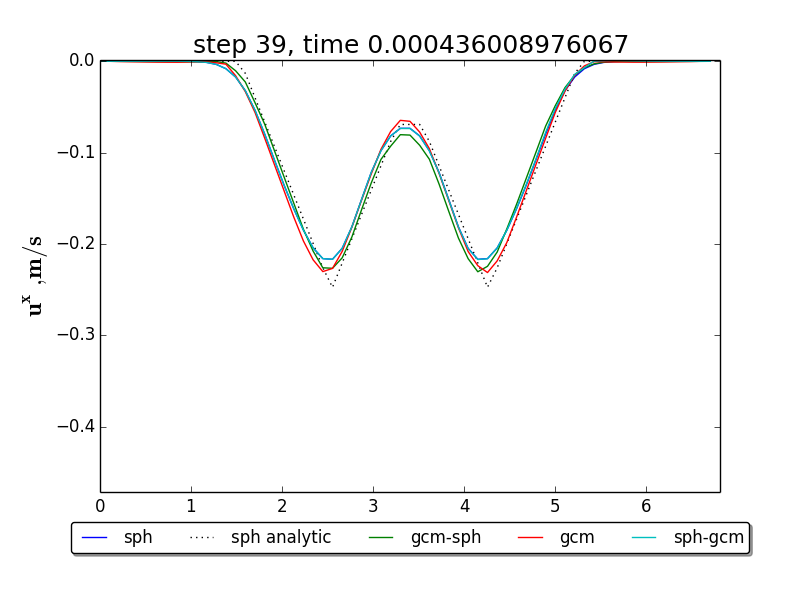 step 39, time 0.000436008976067
0.0
−0.1
−0.2
−0.3
−0.4
u^x ,m/s
0 1 2 3 4 5 6
sph sph analytic gcm-sph gcm sph-gcm